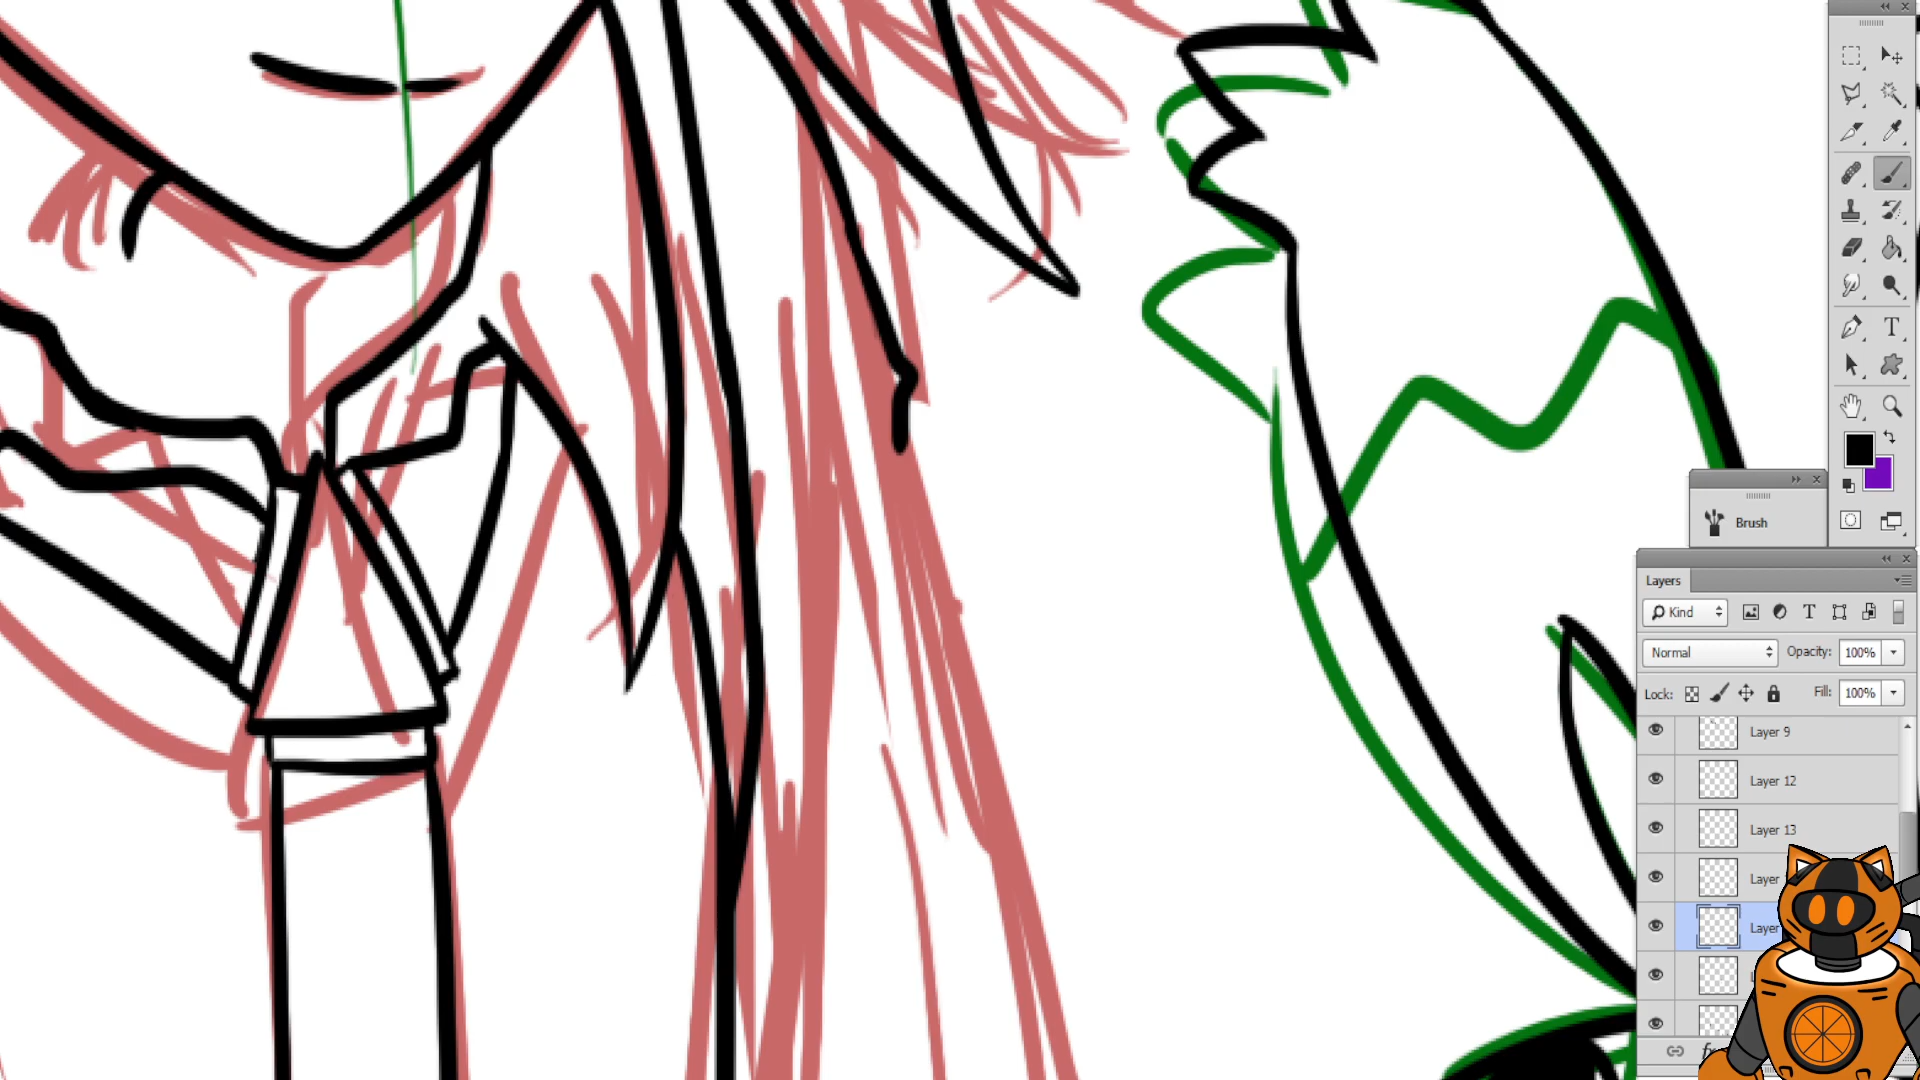 Brush
Layers
Kind
Normal
Opacity: 100%
Lock:
Fill: 100%
Layer 9
Layer 12
Layer 13
Layer
Layer